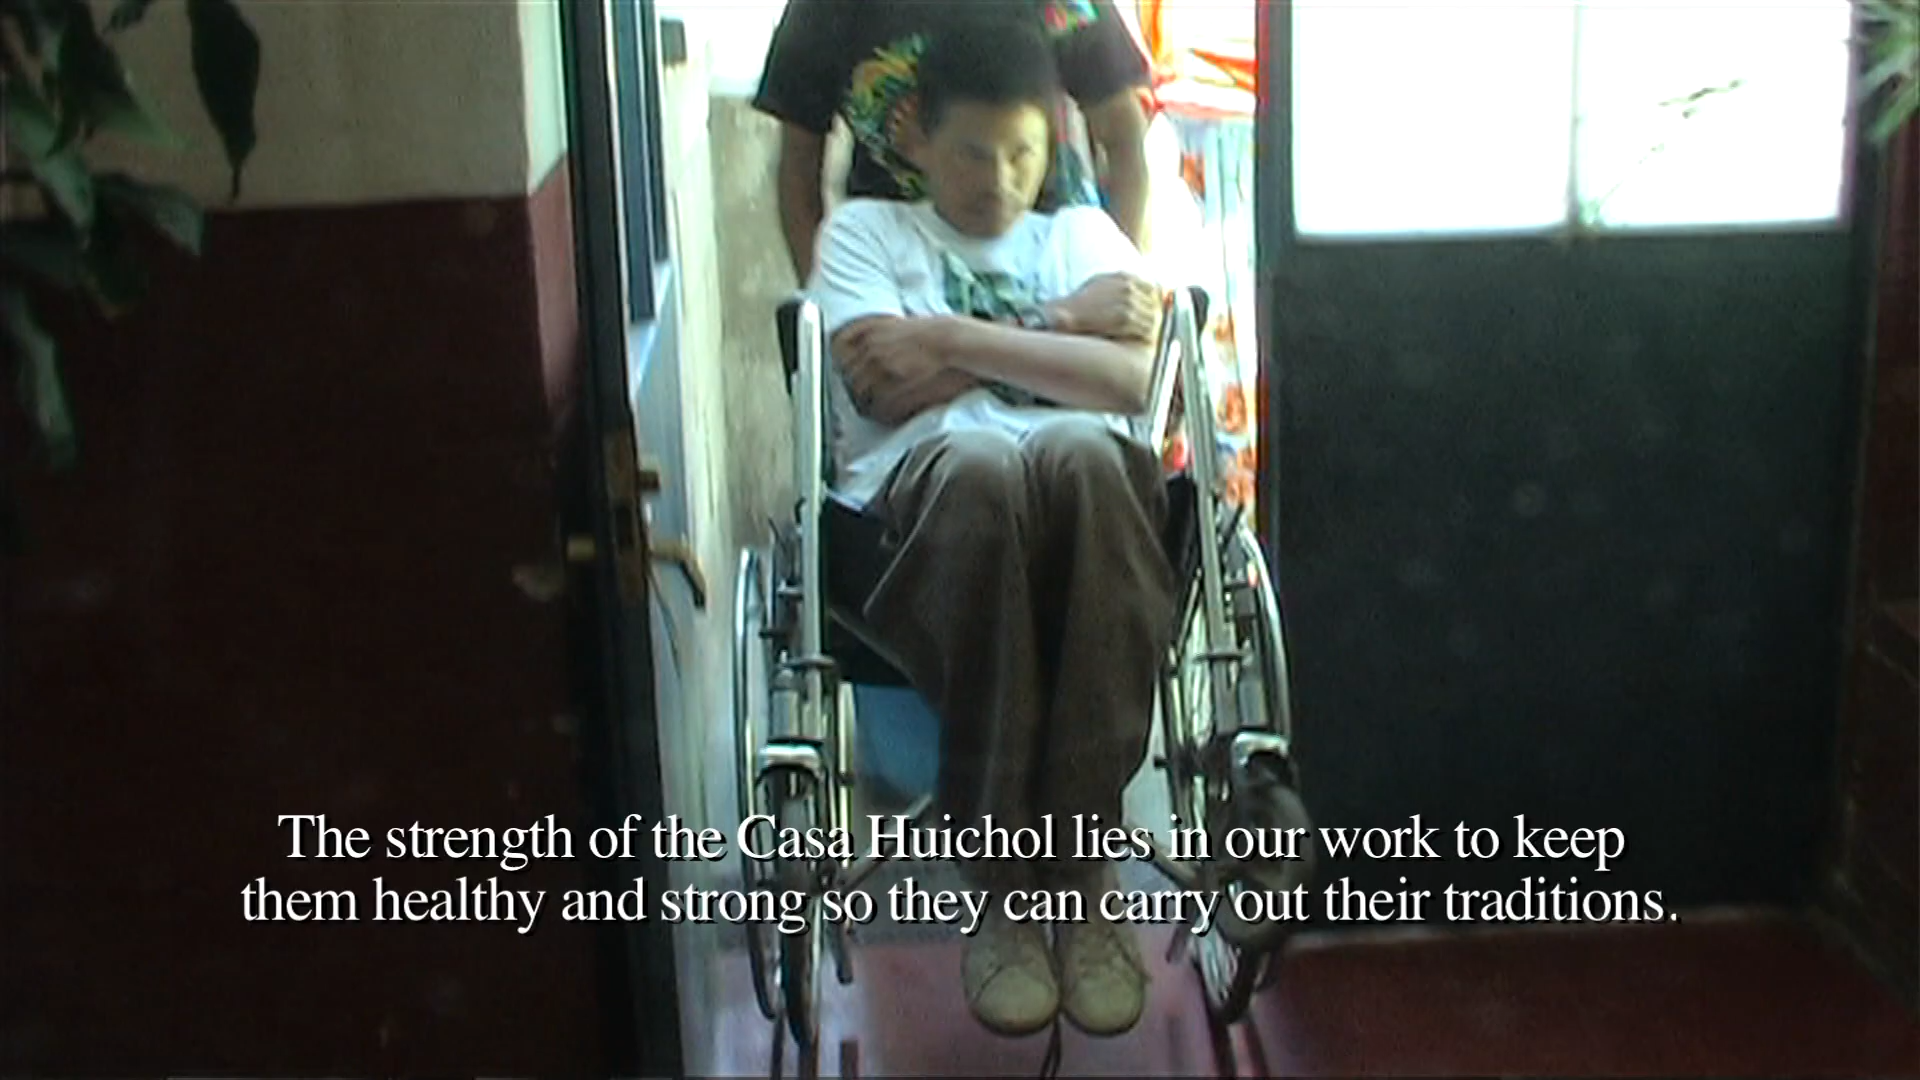 The strength of the Casa Huichol lies in our work to keep
them healthy and strong so they can carry out their traditions.